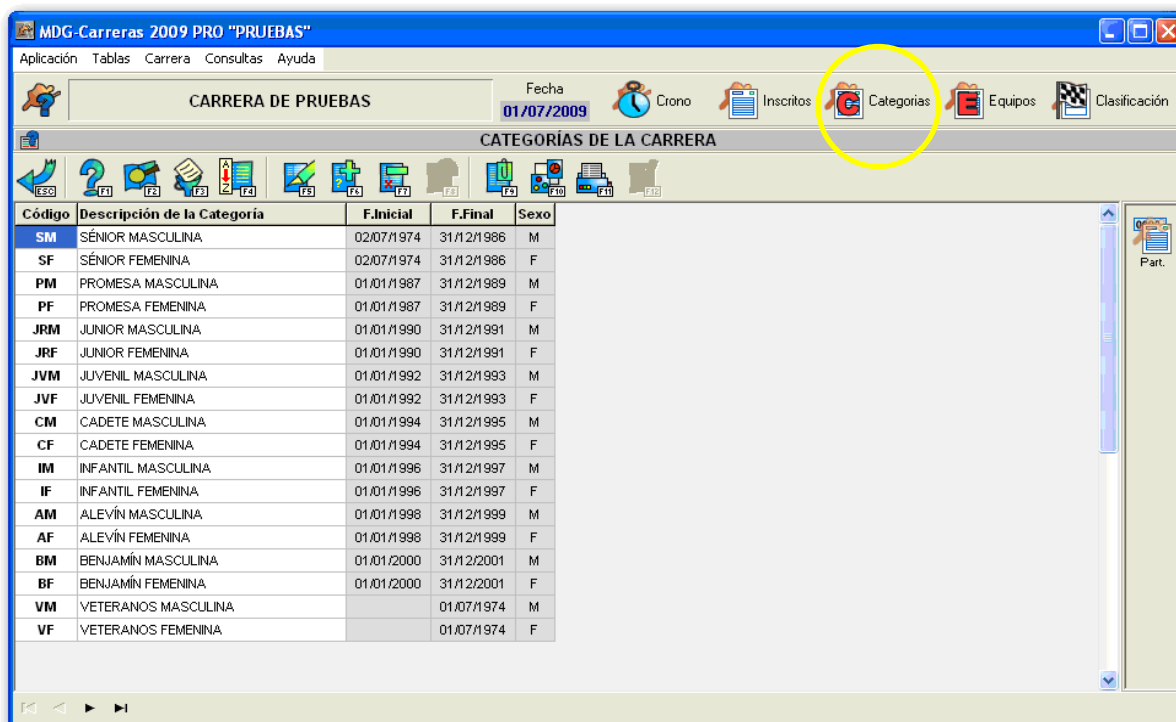 MDG-Carreras 2009 PRO "PRUEBAS"
Aplicación Tablas Carrera Consultas Ayuda
CARRERA DE PRUEBAS Fecha 01/07/2009 Crono Inscritos C Categorias E Equipos Clasificación
CATEGORÍAS DE LA CARRERA
ESC F1 F2 F3 A Z F4 F5 F6 F7 F8 F9 F10 F11 F12
Código Descripción de la Categoría F.Inicial F.Final Sexo
SM SÉNIOR MASCULINA 02/07/1974 31/12/1986 M
SF SÉNIOR FEMENINA 02/07/1974 31/12/1986 F
PM PROMESA MASCULINA 01/01/1987 31/12/1989 M
PF PROMESA FEMENINA 01/01/1987 31/12/1989 F
JRM JUNIOR MASCULINA 01/01/1990 31/12/1991 M
JRF JUNIOR FEMENINA 01/01/1990 31/12/1991 F
JVM JUVENIL MASCULINA 01/01/1992 31/12/1993 M
JVF JUVENIL FEMENINA 01/01/1992 31/12/1993 F
CM CADETE MASCULINA 01/01/1994 31/12/1995 M
CF CADETE FEMENINA 01/01/1994 31/12/1995 F
IM INFANTIL MASCULINA 01/01/1996 31/12/1997 M
IF INFANTIL FEMENINA 01/01/1996 31/12/1997 F
AM ALEVÍN MASCULINA 01/01/1998 31/12/1999 M
AF ALEVÍN FEMENINA 01/01/1998 31/12/1999 F
BM BENJAMÍN MASCULINA 01/01/2000 31/12/2001 M
BF BENJAMÍN FEMENINA 01/01/2000 31/12/2001 F
VM VETERANOS MASCULINA 01/07/1974 M
VF VETERANOS FEMENINA 01/07/1974 F
Part.